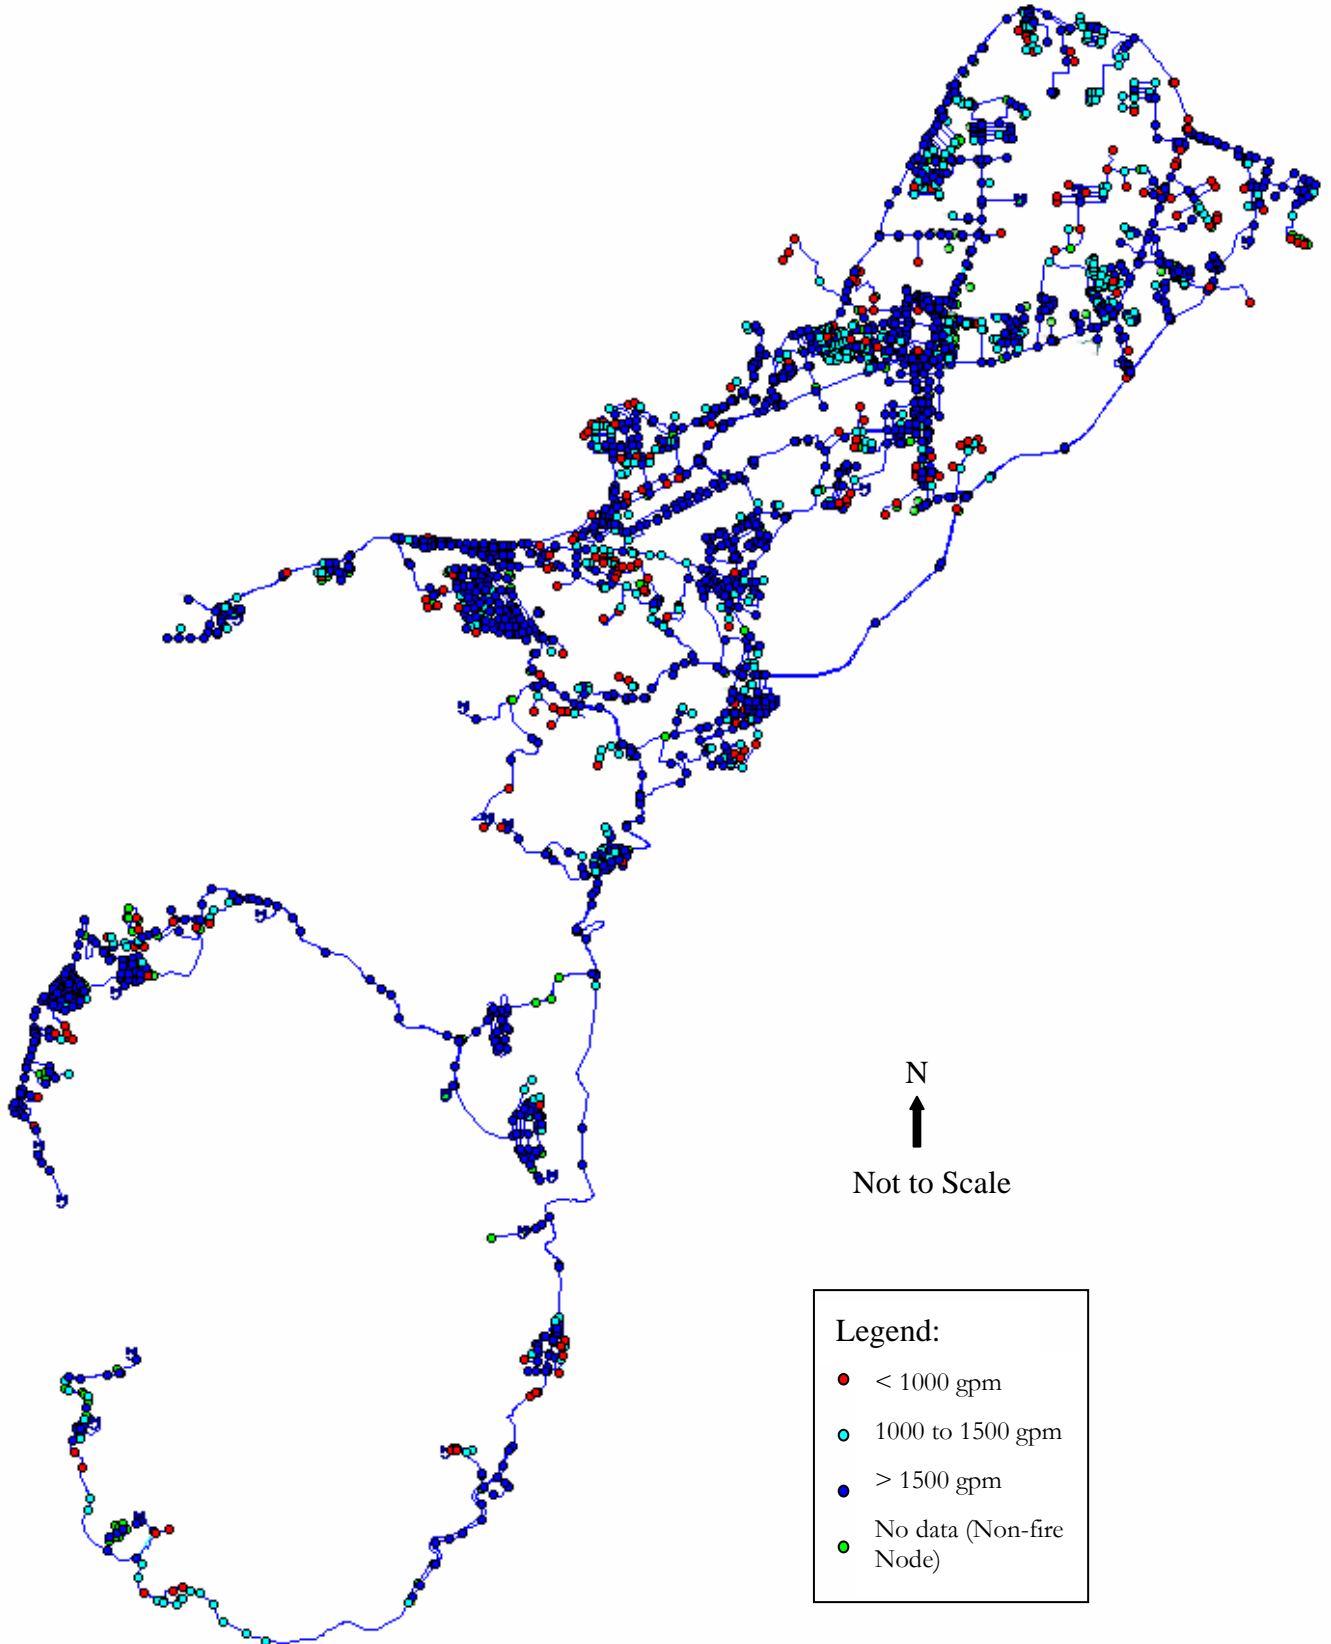 N
Not to Scale
Legend:
< 1000 gpm
1000 to 1500 gpm
> 1500 gpm
No data (Non-fire
Node)